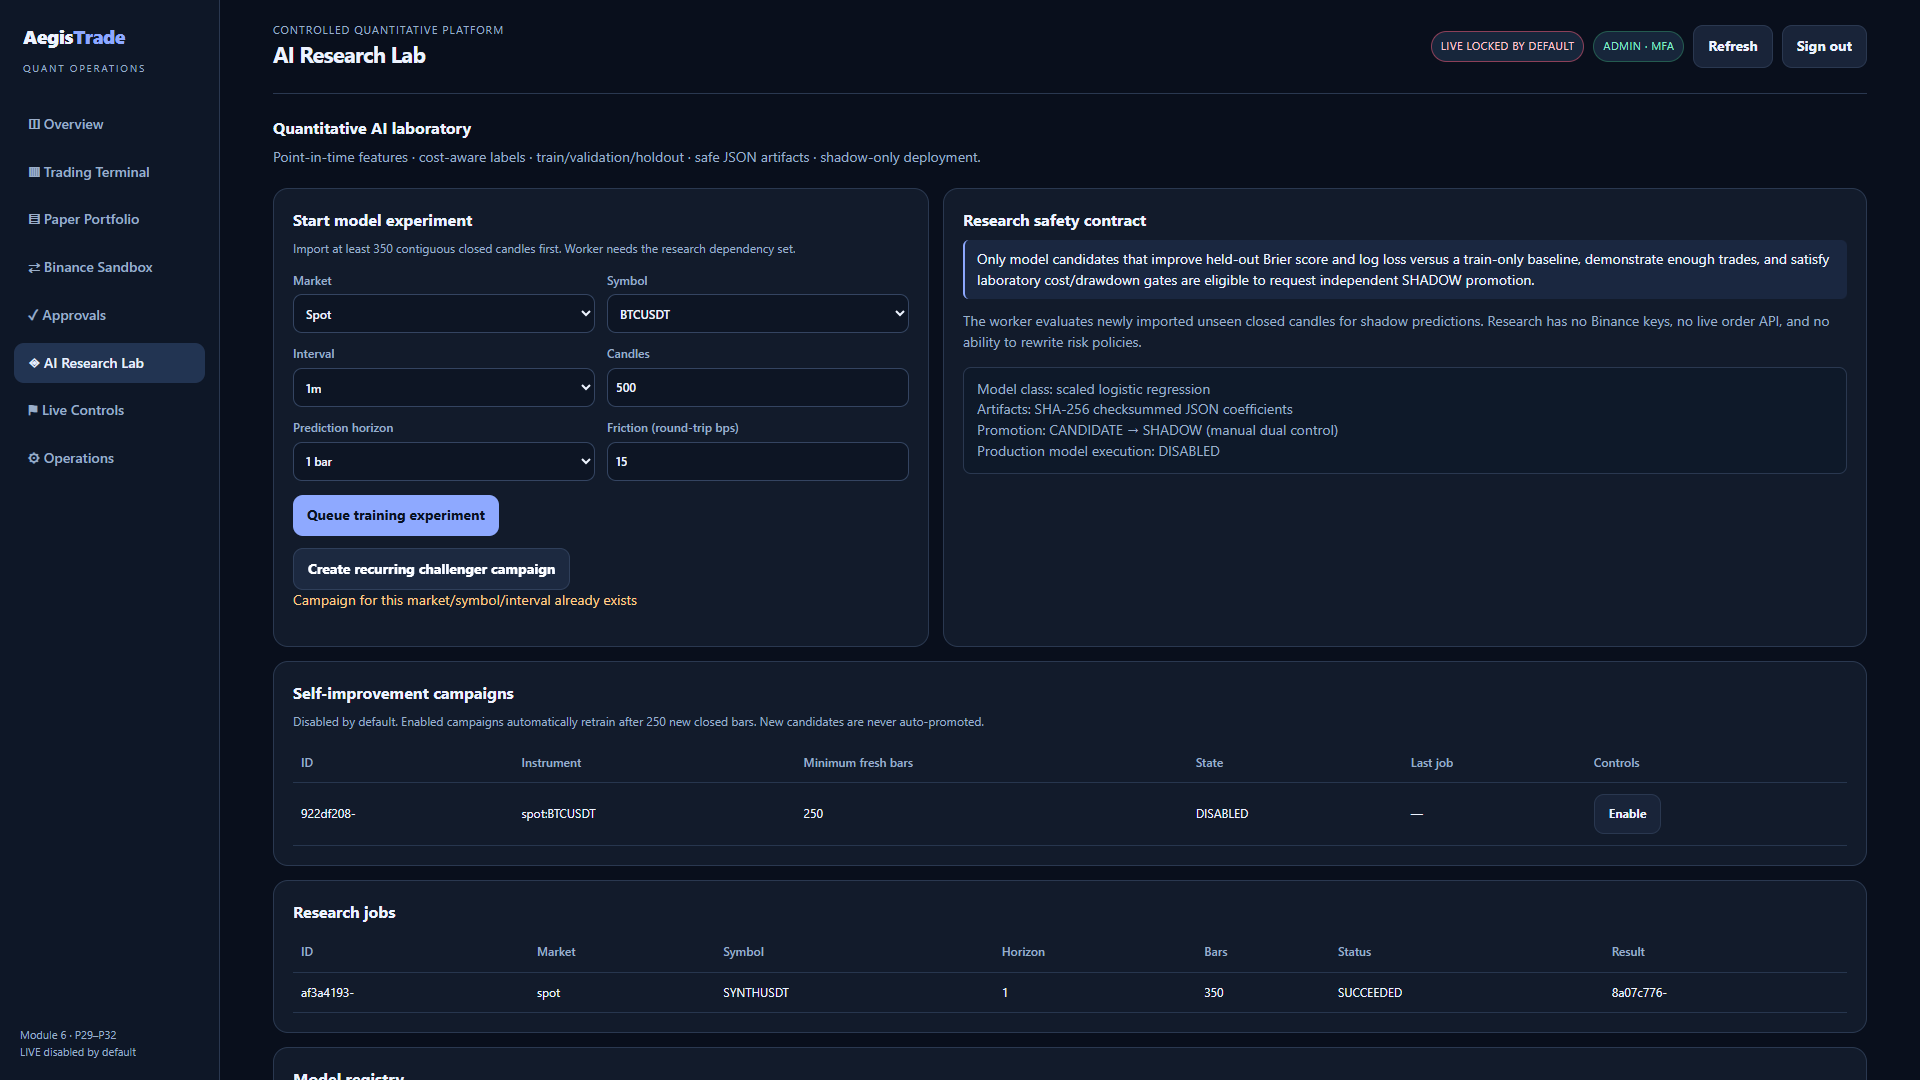 AegisTrade
QUANT OPERATIONS
Overview
Trading Terminal
Paper Portfolio
Binance Sandbox
Approvals
AI Research Lab
Live Controls
Operations
Module 6 · P29–P32
LIVE disabled by default
CONTROLLED QUANTITATIVE PLATFORM
AI Research Lab
LIVE LOCKED BY DEFAULT
ADMIN · MFA
Refresh
Sign out
Quantitative AI laboratory
Point-in-time features · cost-aware labels · train/validation/holdout · safe JSON artifacts · shadow-only deployment.
Start model experiment
Import at least 350 contiguous closed candles first. Worker needs the research dependency set.
Market
Symbol
Spot
BTCUSDT
Interval
Candles
1m
500
Prediction horizon
Friction (round-trip bps)
1 bar
15
Queue training experiment
Create recurring challenger campaign
Campaign for this market/symbol/interval already exists
Research safety contract
Only model candidates that improve held-out Brier score and log loss versus a train-only baseline, demonstrate enough trades, and satisfy
laboratory cost/drawdown gates are eligible to request independent SHADOW promotion.
The worker evaluates newly imported unseen closed candles for shadow predictions. Research has no Binance keys, no live order API, and no
ability to rewrite risk policies.
Model class: scaled logistic regression
Artifacts: SHA-256 checksummed JSON coefficients
Promotion: CANDIDATE → SHADOW (manual dual control)
Production model execution: DISABLED
Self-improvement campaigns
Disabled by default. Enabled campaigns automatically retrain after 250 new closed bars. New candidates are never auto-promoted.
ID Instrument Minimum fresh bars State Last job Controls
922df208- spot:BTCUSDT 250 DISABLED — Enable
Research jobs
ID Market Symbol Horizon Bars Status Result
af3a4193- spot SYNTHUSDT 1 350 SUCCEEDED 8a07c776-
Model registry